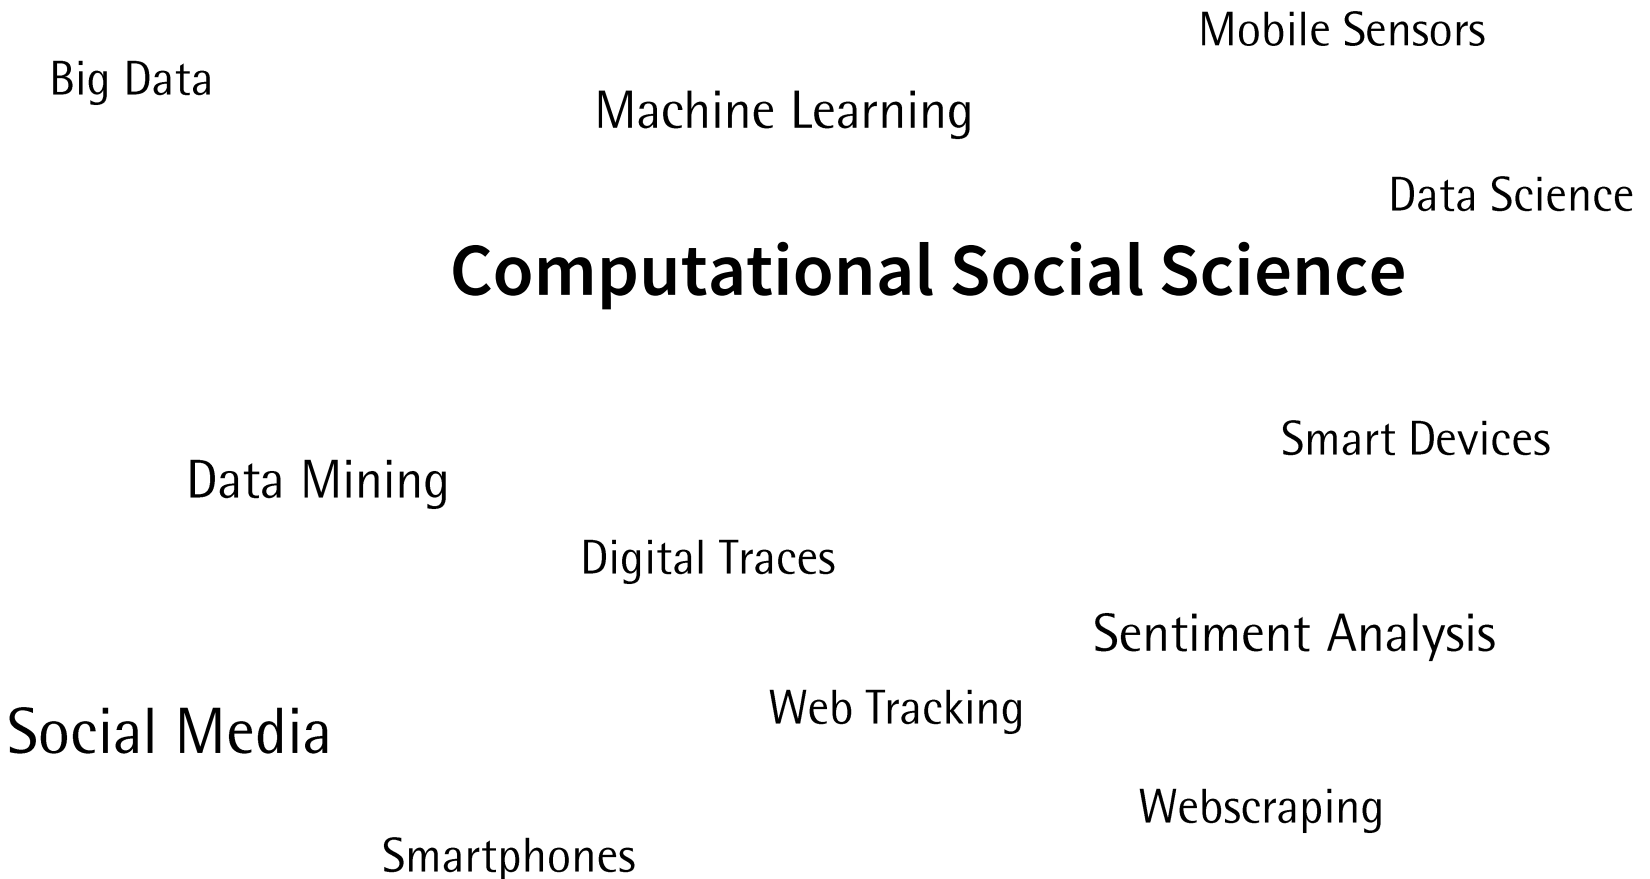 Mobile Sensors
Big Data
Machine Learning
Data Science
Computational Social Science
Smart Devices
Data Mining
Digital Traces
Sentiment Analysis
Web Tracking
Social Media
Webscraping
Smartphones